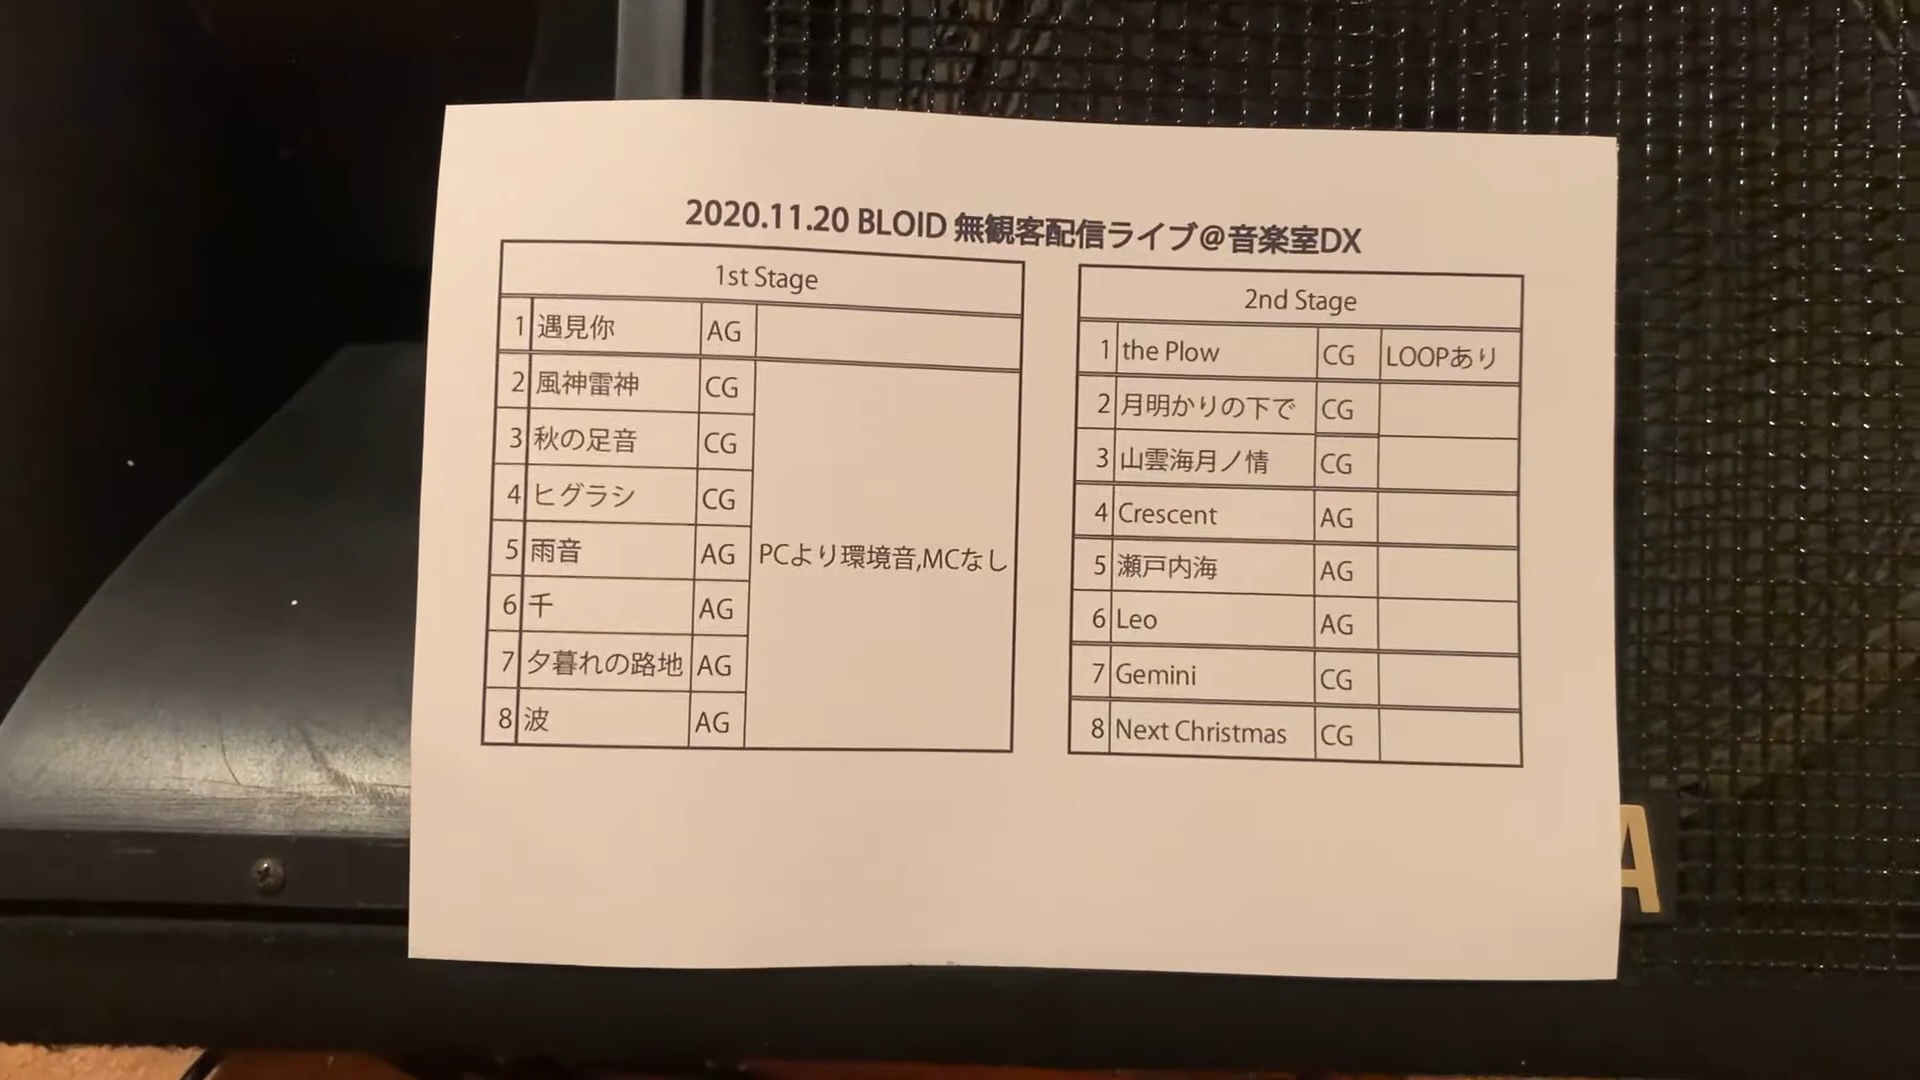 2020.11.20 BLOID 無観客配信ライブ@音楽室DX
1st Stage
1 遇見你 AG
2 風神雷神 CG
3 秋の足音 CG
4 ヒグラシ CG
5 雨音 AG PCより環境音,MCなし
6 千 AG
7 夕暮れの路地 AG
8 波 AG
2nd Stage
1 the Plow CG LOOPあり
2 月明かりの下で CG
3 山雲海月ノ情 CG
4 Crescent AG
5 瀬戸内海 AG
6 Leo AG
7 Gemini CG
8 Next Christmas CG
A